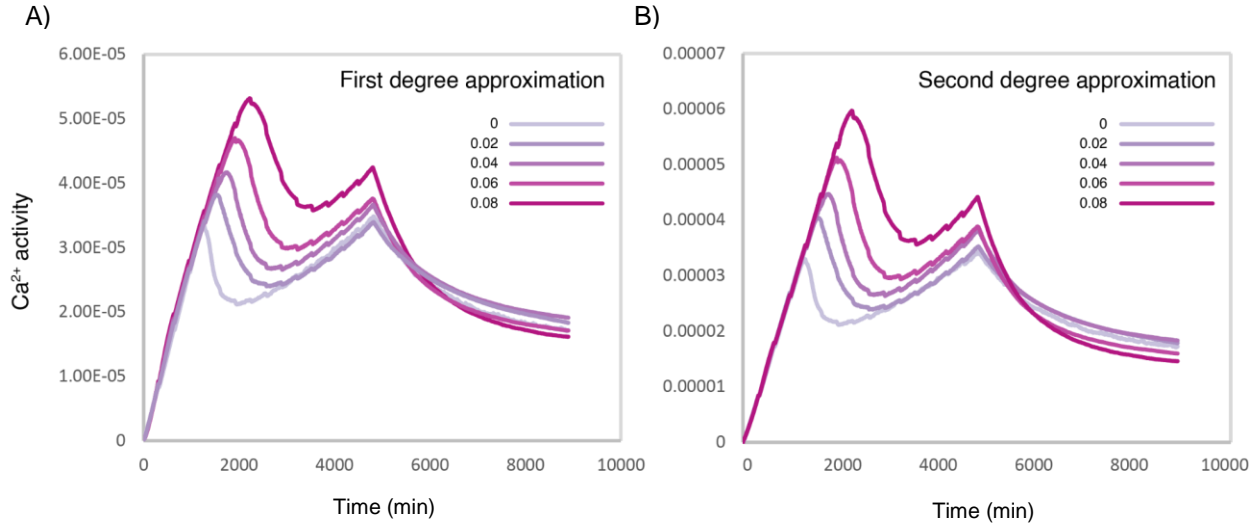 A)
First degree approximation
0
0.02
0.04
0.06
0.08
6.00E-05
5.00E-05
4.00E-05
3.00E-05
2.00E-05
1.00E-05
0
Ca²⁺ activity
0
2000
4000
6000
8000
10000
Time (min)
B)
Second degree approximation
0
0.02
0.04
0.06
0.08
0.00007
0.00006
0.00005
0.00004
0.00003
0.00002
0.00001
0
0
2000
4000
6000
8000
10000
Time (min)